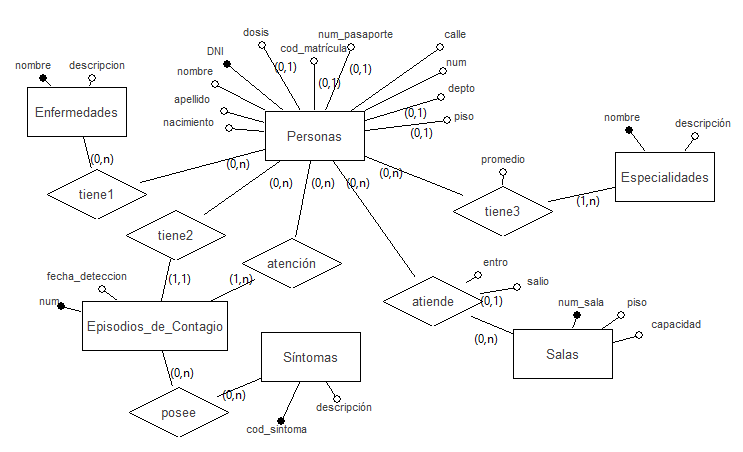 dosis
num_pasaporte
calle
DNI
cod_matrícula
nombre
descripcion
nombre
(0,1)
(0,1)
(0,1)
num
depto
apellido
(0,1)
piso
nacimiento
(0,1)
Enfermedades
Personas
nombre
descripción
(0,n)
(0,n)
(0,n)
promedio
Especialidades
(0,n)
(0,n)
(0,n)
tiene1
tiene3
(1,n)
tiene2
atención
fecha_deteccion
(1,1)
(1,n)
entro
salio
num
atiende
(0,1)
num_sala
piso
capacidad
Episodios_de_Contagio
(0,n)
Salas
Síntomas
(0,n)
(0,n)
posee
descripción
cod_sintoma